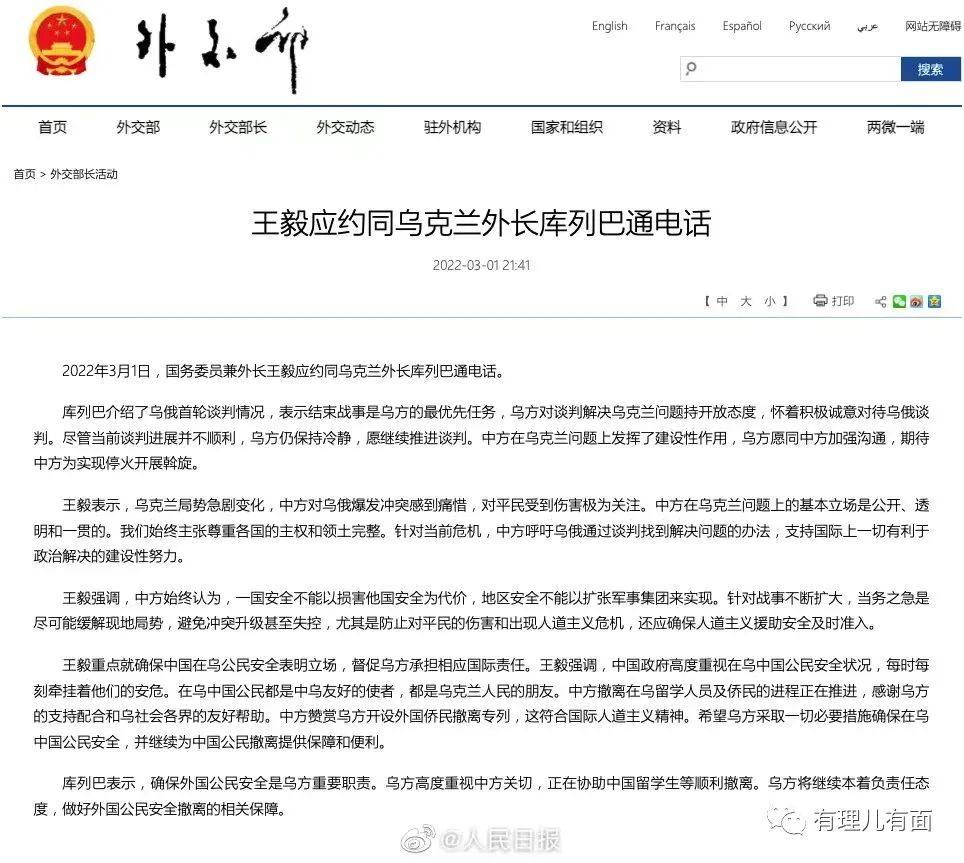 外交部
English Français Español Русский عربي 网站无障碍
搜索
首页 外交部 外交部长 外交动态 驻外机构 国家和组织 资料 政府信息公开 两微一端
首页 > 外交部长活动
王毅应约同乌克兰外长库列巴通电话
2022-03-01 21:41
【 中 大 小 】 打印
2022年3月1日，国务委员兼外长王毅应约同乌克兰外长库列巴通电话。
库列巴介绍了乌俄首轮谈判情况，表示结束战事是乌方的最优先任务，乌方对谈判解决乌克兰问题持开放态度，怀着积极诚意对待乌俄谈
判。尽管当前谈判进展并不顺利，乌方仍保持冷静，愿继续推进谈判。中方在乌克兰问题上发挥了建设性作用，乌方愿同中方加强沟通，期待
中方为实现停火开展斡旋。
王毅表示，乌克兰局势急剧变化，中方对乌俄爆发冲突感到痛惜，对平民受到伤害极为关注。中方在乌克兰问题上的基本立场是公开、透
明和一贯的。我们始终主张尊重各国的主权和领土完整。针对当前危机，中方呼吁乌俄通过谈判找到解决问题的办法，支持国际上一切有利于
政治解决的建设性努力。
王毅强调，中方始终认为，一国安全不能以损害他国安全为代价，地区安全不能以扩张军事集团来实现。针对战事不断扩大，当务之急是
尽可能缓解现地局势，避免冲突升级甚至失控，尤其是防止对平民的伤害和出现人道主义危机，还应确保人道主义援助安全及时准入。
王毅重点就确保中国在乌公民安全表明立场，督促乌方承担相应国际责任。王毅强调，中国政府高度重视在乌中国公民安全状况，每时每
刻牵挂着他们的安危。在乌中国公民都是中乌友好的使者，都是乌克兰人民的朋友。中方撤离在乌留学人员及侨民的进程正在推进，感谢乌方
的支持配合和乌社会各界的友好帮助。中方赞赏乌方开设外国侨民撤离专列，这符合国际人道主义精神。希望乌方采取一切必要措施确保在乌
中国公民安全，并继续为中国公民撤离提供保障和便利。
库列巴表示，确保外国公民安全是乌方重要职责。乌方高度重视中方关切，正在协助中国留学生等顺利撤离。乌方将继续本着负责任态
度，做好外国公民安全撤离的相关保障。
有理儿有面
@人民日报